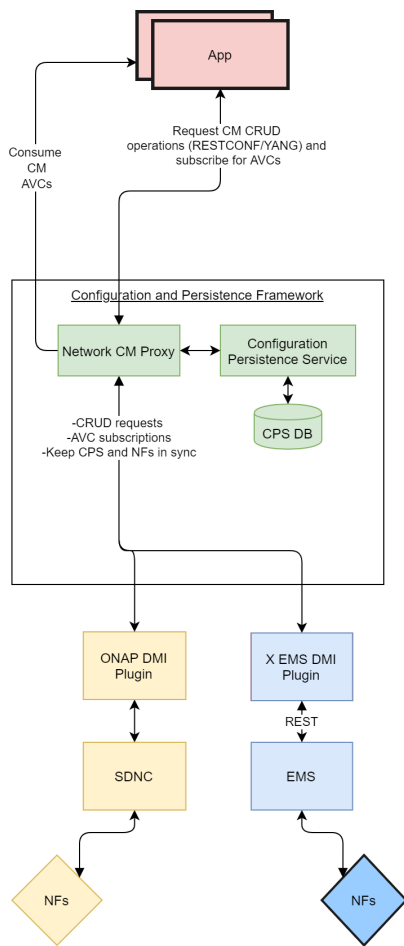 App
Request CM CRUD
operations (RESTCONF/YANG) and
subscribe for AVCs
Consume
CM
AVCs
Configuration and Persistence Framework
Network CM Proxy
Configuration
Persistence Service
-CRUD requests
-AVC subscriptions
-Keep CPS and NFs in sync
CPS DB
ONAP DMI
Plugin
X EMS DMI
Plugin
REST
SDNC
EMS
NFs
NFs